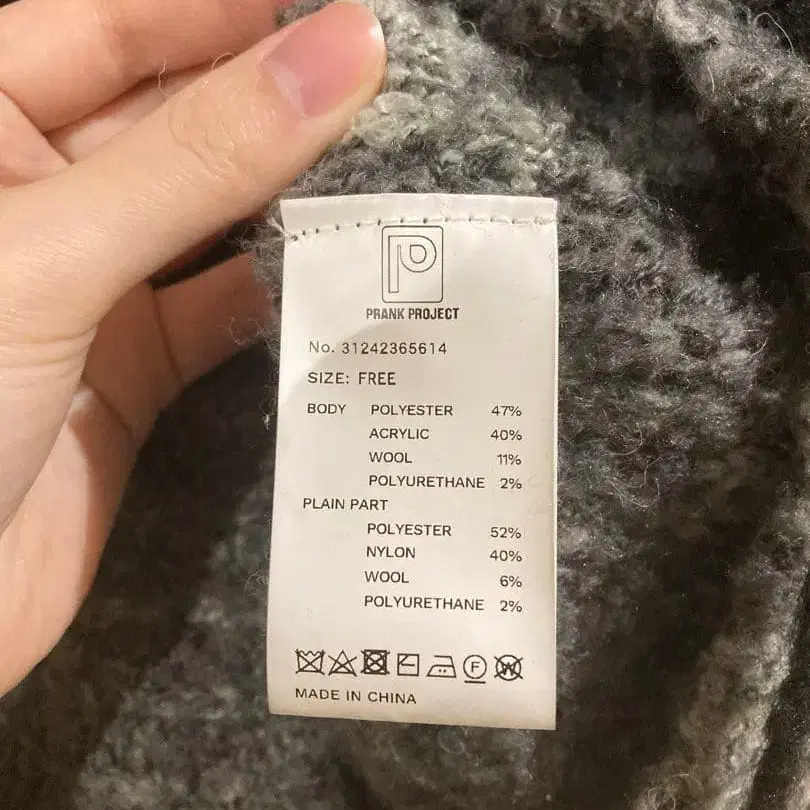 P
PRANK PROJECT
No. 31242365614
SIZE: FREE
BODY POLYESTER 47%
ACRYLIC 40%
WOOL 11%
POLYURETHANE 2%
PLAIN PART
POLYESTER 52%
NYLON 40%
WOOL 6%
POLYURETHANE 2%
F W
MADE IN CHINA